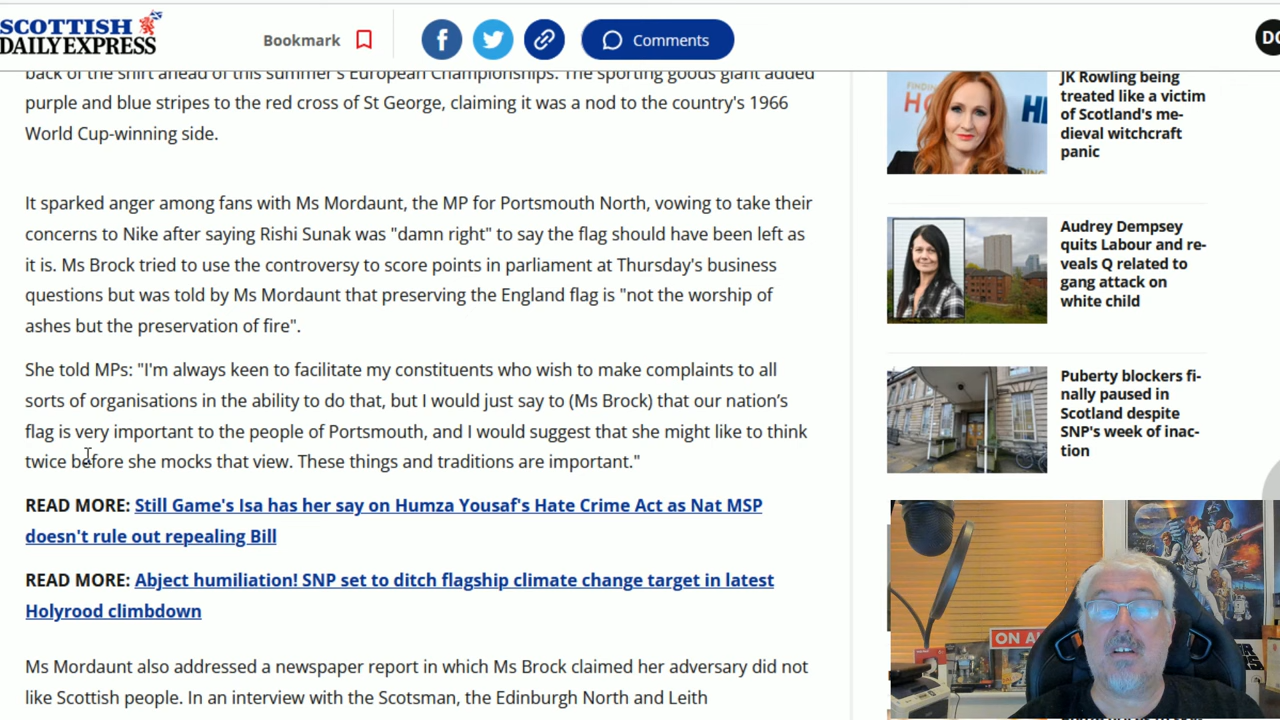 SCOTTISH
DAILY EXPRESS
Bookmark
Comments
DO
back of the shirt ahead of this summer's European Championships. The sporting goods giant added
purple and blue stripes to the red cross of St George, claiming it was a nod to the country's 1966
World Cup-winning side.
It sparked anger among fans with Ms Mordaunt, the MP for Portsmouth North, vowing to take their
concerns to Nike after saying Rishi Sunak was "damn right" to say the flag should have been left as
it is. Ms Brock tried to use the controversy to score points in parliament at Thursday's business
questions but was told by Ms Mordaunt that preserving the England flag is "not the worship of
ashes but the preservation of fire".
She told MPs: "I'm always keen to facilitate my constituents who wish to make complaints to all
sorts of organisations in the ability to do that, but I would just say to (Ms Brock) that our nation’s
flag is very important to the people of Portsmouth, and I would suggest that she might like to think
twice before she mocks that view. These things and traditions are important."
READ MORE: Still Game's Isa has her say on Humza Yousaf's Hate Crime Act as Nat MSP
doesn't rule out repealing Bill
READ MORE: Abject humiliation! SNP set to ditch flagship climate change target in latest
Holyrood climbdown
Ms Mordaunt also addressed a newspaper report in which Ms Brock claimed her adversary did not
like Scottish people. In an interview with the Scotsman, the Edinburgh North and Leith
JK Rowling being
treated like a victim
of Scotland's me-
dieval witchcraft
panic
Audrey Dempsey
quits Labour and re-
veals Q related to
gang attack on
white child
Puberty blockers fi-
nally paused in
Scotland despite
SNP's week of inac-
tion
FINDING
ON A